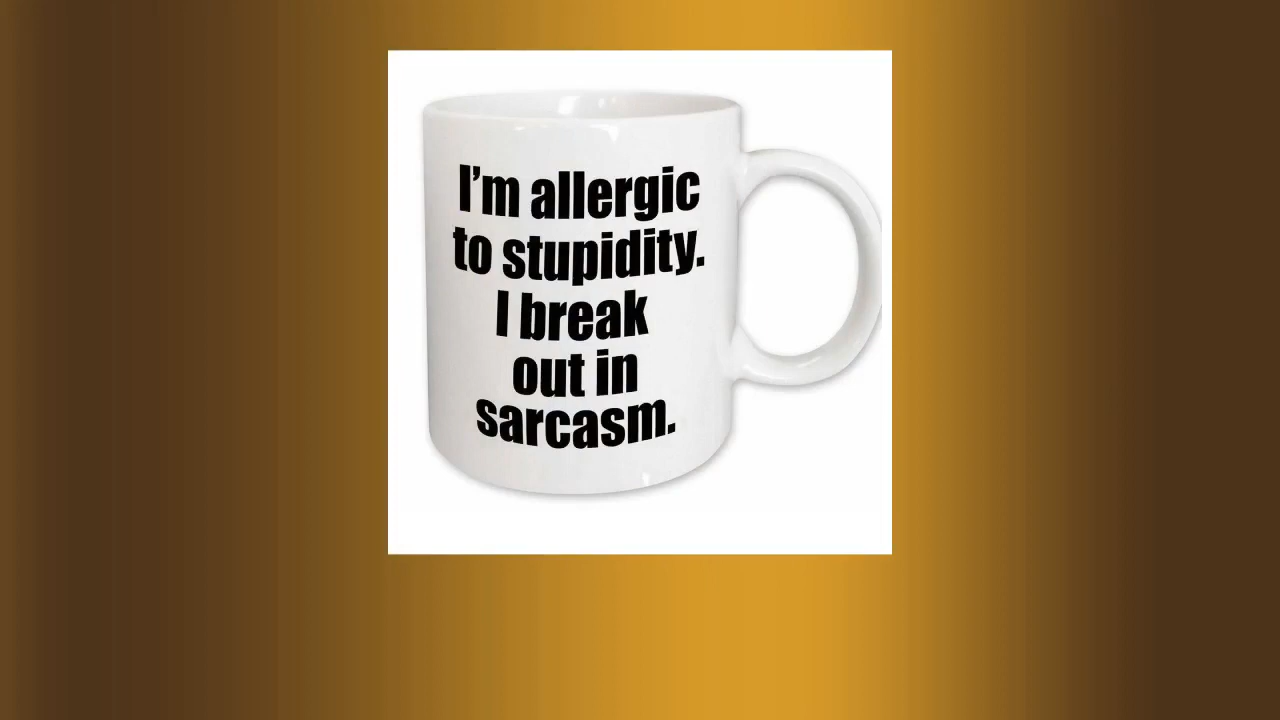 I'm allergic
to stupidity.
I break
out in
sarcasm.